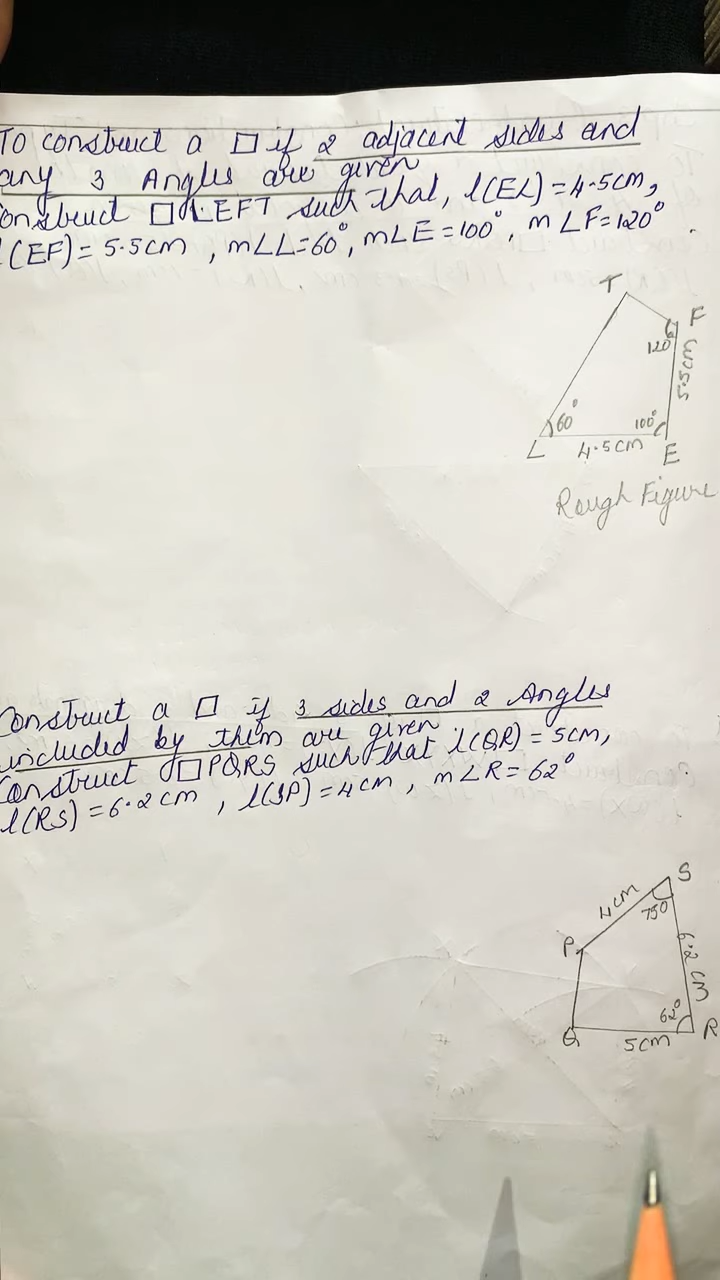 To construct a □ if 2 adjacent sides and
any 3 Angles are given
onstruct □ LEFT such that, l(EL) = 4.5cm,
l(EF) = 5.5cm, m∠L=60°, m∠E=100°, m∠F=120°.
T
F
120°
5.5cm
60°
100°
L
4.5cm
E
Rough Figure
Construct a □ if 3 sides and 2 Angles
included by them are given
Construct □PQRS such that l(QR) = 5cm,
l(RS) = 6.2cm, l(SP) = 4cm, m∠R = 62°
S
4cm
750
P
6.2cm
62°
Q
5cm
R